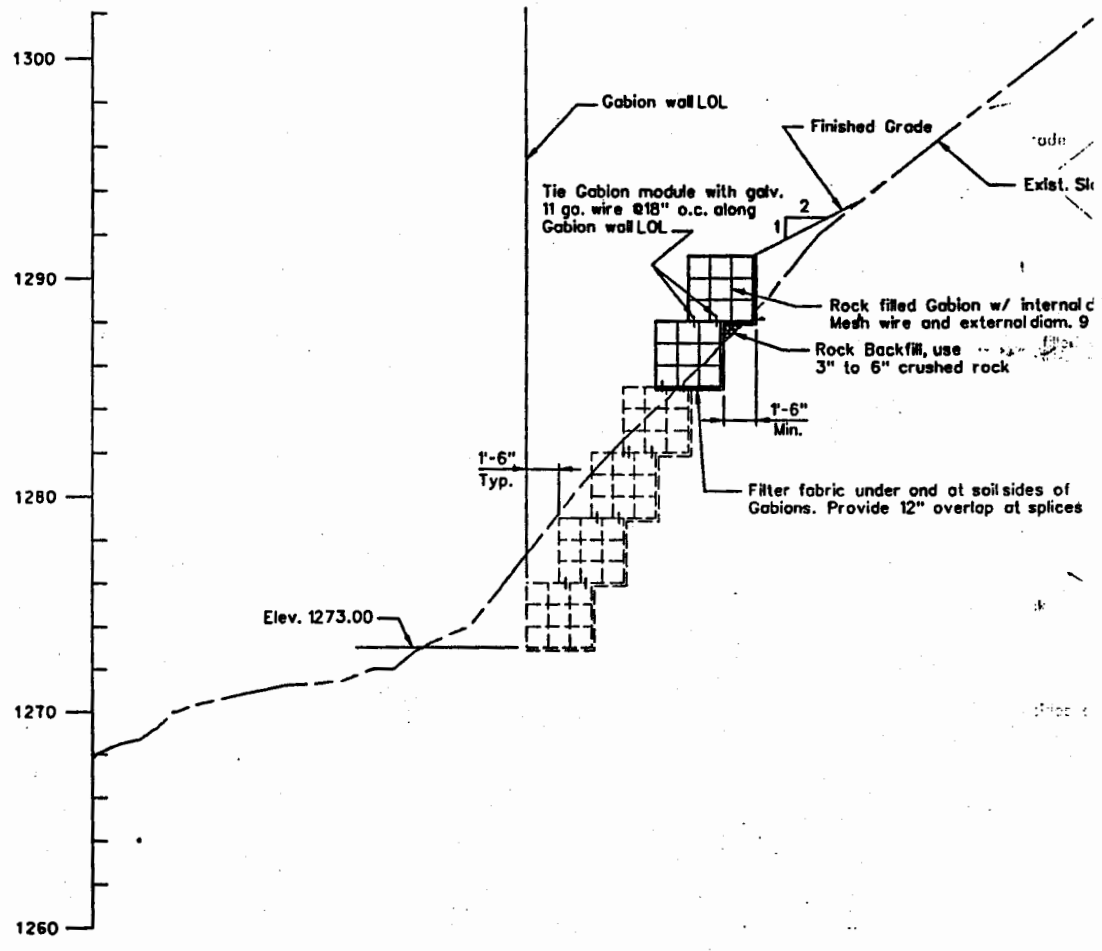 1300
1290
1280
1270
1260
Gabion wall LOL
Finished Grade
Exist.
Tie Gabion module with galv.
11 ga. wire @18" o.c. along
Gabion wall LOL
2
1
Rock filled Gabion w/ internal d
Mesh wire and external diam. 9
Rock Backfill, use
3" to 6" crushed rock
1'-6"
Min.
1'-6"
Typ.
Filter fabric under and at soil sides of
Gabions. Provide 12" overlap at splices
Elev. 1273.00